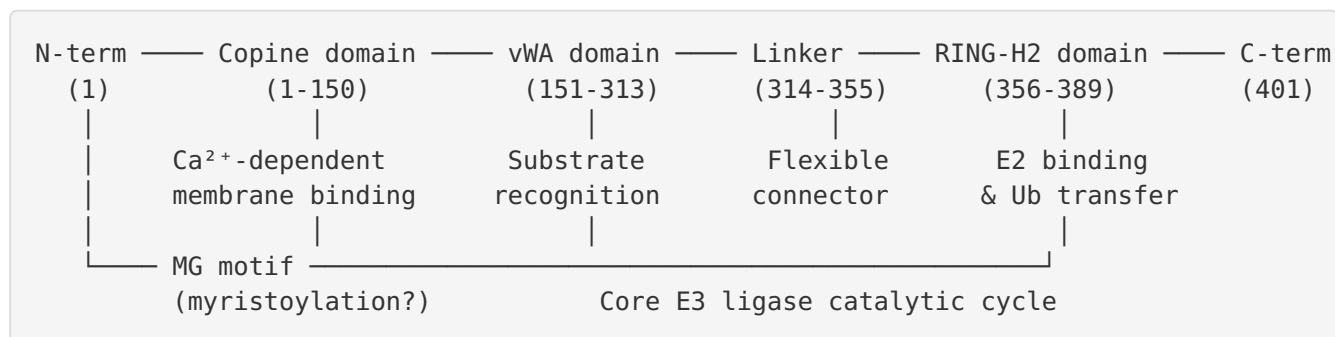 N-term ──── Copine domain ──── vWA domain ──── Linker ──── RING-H2 domain ──── C-term
(1) (1-150) (151-313) (314-355) (356-389) (401)
Ca²⁺-dependent Substrate Flexible E2 binding
membrane binding recognition connector & Ub transfer
MG motif
(myristoylation?) Core E3 ligase catalytic cycle